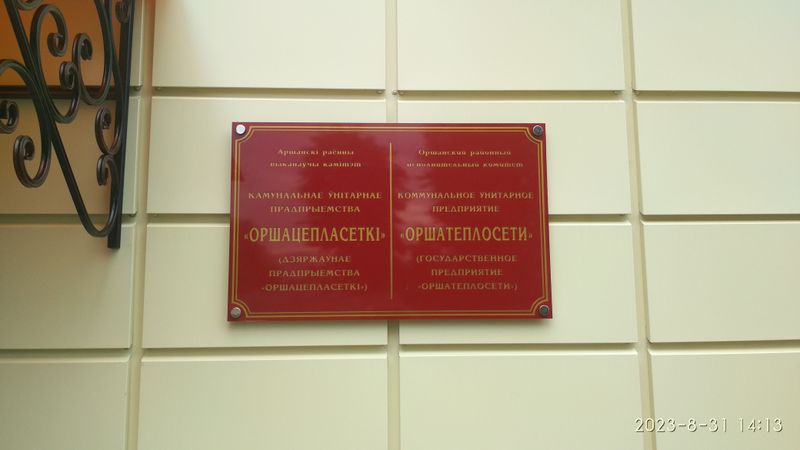 Аршанскі раённы
выканаўчы камітэт
КАМУНАЛЬНАЕ ЎНІТАРНАЕ
ПРАДПРЫЕМСТВА
«ОРШАЦЕПЛАСЕТКІ»
(ДЗЯРЖАУНАЕ
ПРАДПРЫЕМСТВА
«ОРШАЦЕПЛАСЕТКІ»)
Оршанский районный
исполнительный комитет
КОММУНАЛЬНОЕ УНИТАРНОЕ
ПРЕДПРИЯТИЕ
«ОРШАТЕПЛОСЕТИ»
(ГОСУДАРСТВЕННОЕ
ПРЕДПРИЯТИЕ
«ОРШАТЕПЛОСЕТИ»)
2023-8-31 14:13